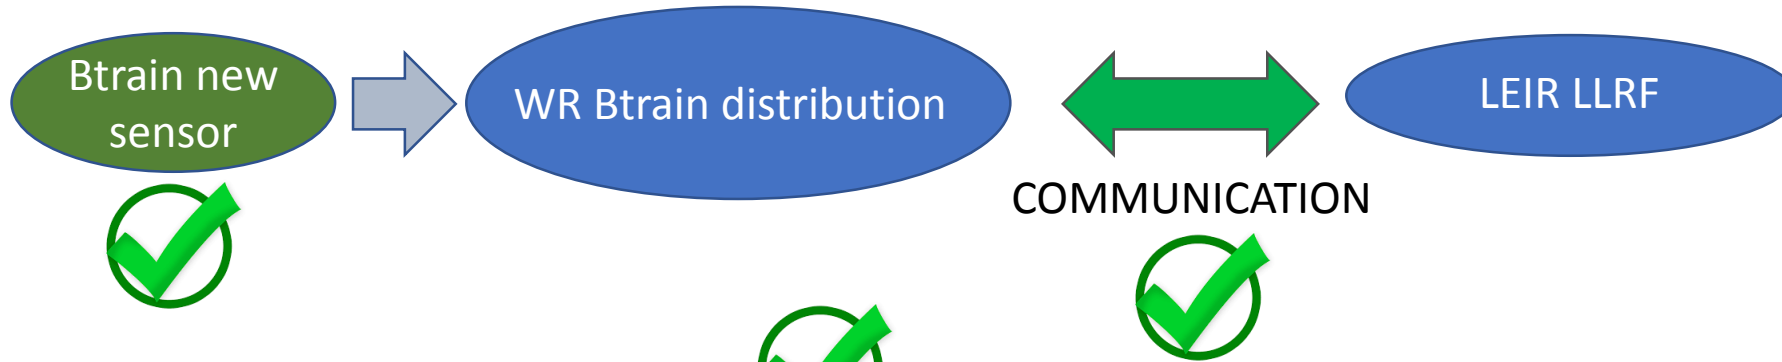 Btrain new
sensor
WR Btrain distribution
LEIR LLRF
COMMUNICATION